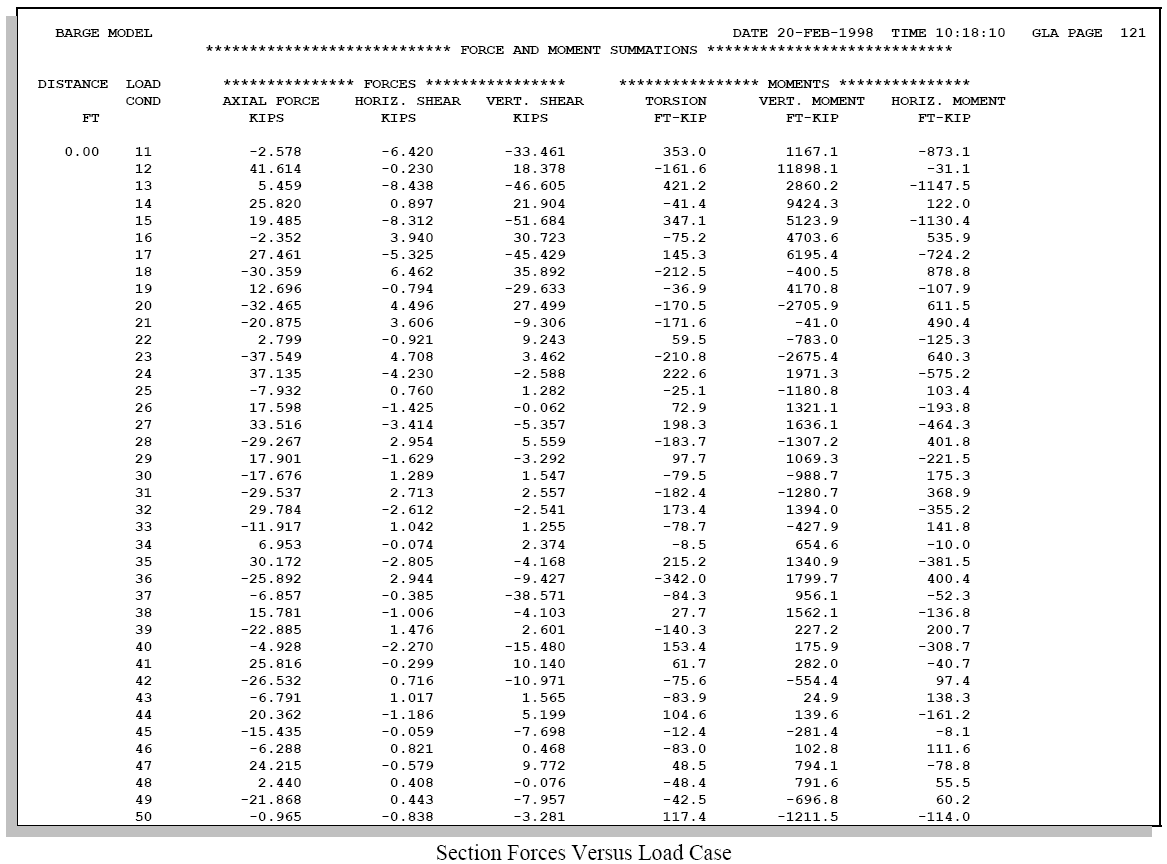 BARGE MODEL DATE 20-FEB-1998 TIME 10:18:10 GLA PAGE 121
**************************** FORCE AND MOMENT SUMMATIONS ****************************
DISTANCE LOAD *************** FORCES **************** **************** MOMENTS ***************
COND AXIAL FORCE HORIZ. SHEAR VERT. SHEAR TORSION VERT. MOMENT HORIZ. MOMENT
FT KIPS KIPS KIPS FT-KIP FT-KIP FT-KIP
0.00 11 -2.578 -6.420 -33.461 353.0 1167.1 -873.1
12 41.614 -0.230 18.378 -161.6 11898.1 -31.1
13 5.459 -8.438 -46.605 421.2 2860.2 -1147.5
14 25.820 0.897 21.904 -41.4 9424.3 122.0
15 19.485 -8.312 -51.684 347.1 5123.9 -1130.4
16 -2.352 3.940 30.723 -75.2 4703.6 535.9
17 27.461 -5.325 -45.429 145.3 6195.4 -724.2
18 -30.359 6.462 35.892 -212.5 -400.5 878.8
19 12.696 -0.794 -29.633 -36.9 4170.8 -107.9
20 -32.465 4.496 27.499 -170.5 -2705.9 611.5
21 -20.875 3.606 -9.306 -171.6 -41.0 490.4
22 2.799 -0.921 9.243 59.5 -783.0 -125.3
23 -37.549 4.708 3.462 -210.8 -2675.4 640.3
24 37.135 -4.230 -2.588 222.6 1971.3 -575.2
25 -7.932 0.760 1.282 -25.1 -1180.8 103.4
26 17.598 -1.425 -0.062 72.9 1321.1 -193.8
27 33.516 -3.414 -5.357 198.3 1636.1 -464.3
28 -29.267 2.954 5.559 -183.7 -1307.2 401.8
29 17.901 -1.629 -3.292 97.7 1069.3 -221.5
30 -17.676 1.289 1.547 -79.5 -988.7 175.3
31 -29.537 2.713 2.557 -182.4 -1280.7 368.9
32 29.784 -2.612 -2.541 173.4 1394.0 -355.2
33 -11.917 1.042 1.255 -78.7 -427.9 141.8
34 6.953 -0.074 2.374 -8.5 654.6 -10.0
35 30.172 -2.805 -4.168 215.2 1340.9 -381.5
36 -25.892 2.944 -9.427 -342.0 1799.7 400.4
37 -6.857 -0.385 -38.571 -84.3 956.1 -52.3
38 15.781 -1.006 -4.103 27.7 1562.1 -136.8
39 -22.885 1.476 2.601 -140.3 227.2 200.7
40 -4.928 -2.270 -15.480 153.4 175.9 -308.7
41 25.816 -0.299 10.140 61.7 282.0 -40.7
42 -26.532 0.716 -10.971 -75.6 -554.4 97.4
43 -6.791 1.017 1.565 -83.9 24.9 138.3
44 20.362 -1.186 5.199 104.6 139.6 -161.2
45 -15.435 -0.059 -7.698 -12.4 -281.4 -8.1
46 -6.288 0.821 0.468 -83.0 102.8 111.6
47 24.215 -0.579 9.772 48.5 794.1 -78.8
48 2.440 0.408 -0.076 -48.4 791.6 55.5
49 -21.868 0.443 -7.957 -42.5 -696.8 60.2
50 -0.965 -0.838 -3.281 117.4 -1211.5 -114.0
Section Forces Versus Load Case